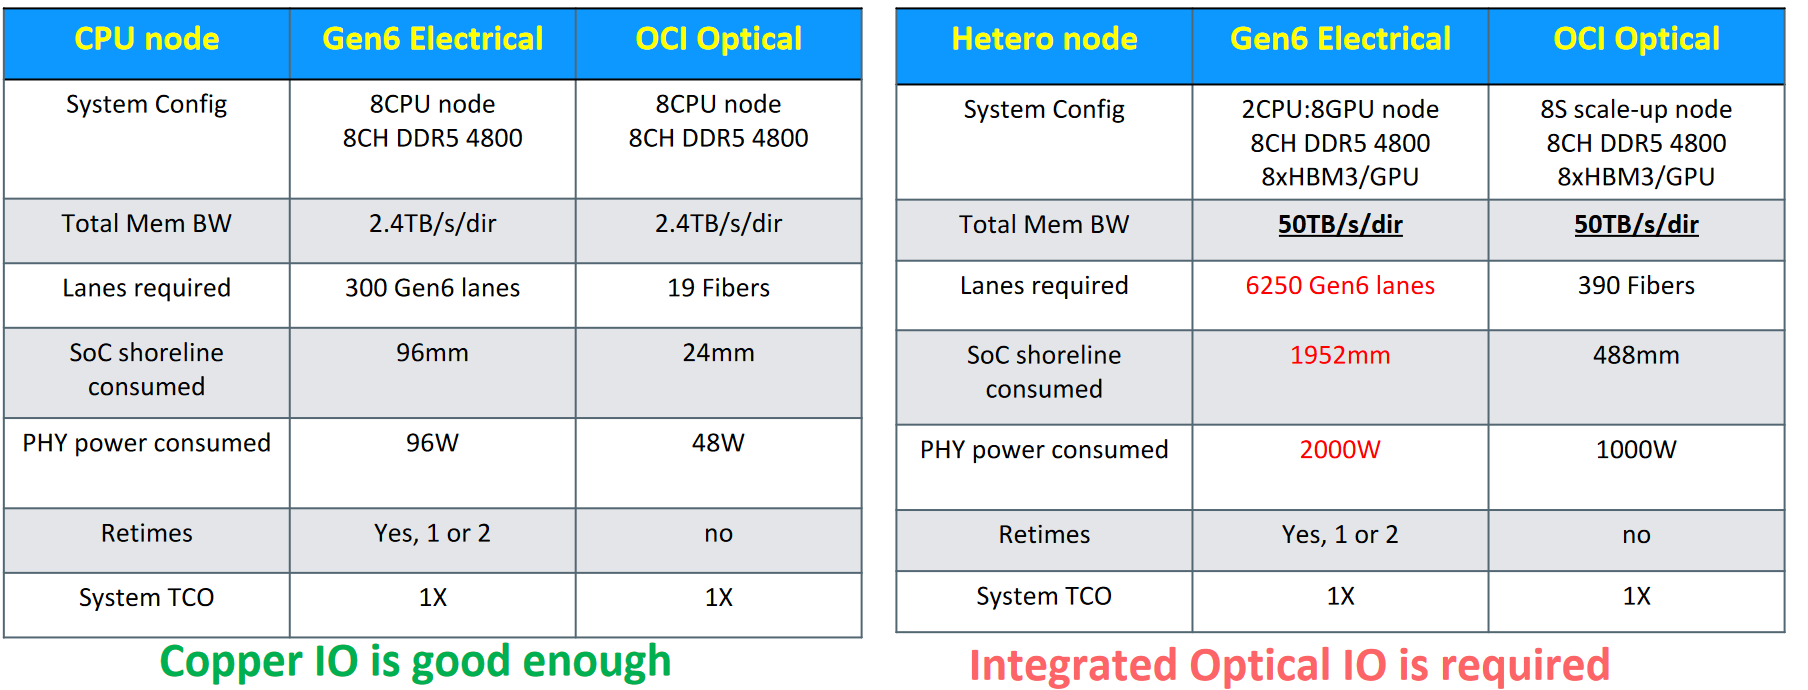 CPU node
Gen6 Electrical
OCI Optical
System Config
8CPU node
8CH DDR5 4800
8CPU node
8CH DDR5 4800
Total Mem BW
2.4TB/s/dir
2.4TB/s/dir
Lanes required
300 Gen6 lanes
19 Fibers
SoC shoreline
consumed
96mm
24mm
PHY power consumed
96W
48W
Retimes
Yes, 1 or 2
no
System TCO
1X
1X
Copper IO is good enough
Hetero node
Gen6 Electrical
OCI Optical
System Config
2CPU:8GPU node
8CH DDR5 4800
8xHBM3/GPU
8S scale-up node
8CH DDR5 4800
8xHBM3/GPU
Total Mem BW
50TB/s/dir
50TB/s/dir
Lanes required
6250 Gen6 lanes
390 Fibers
SoC shoreline
consumed
1952mm
488mm
PHY power consumed
2000W
1000W
Retimes
Yes, 1 or 2
no
System TCO
1X
1X
Integrated Optical IO is required